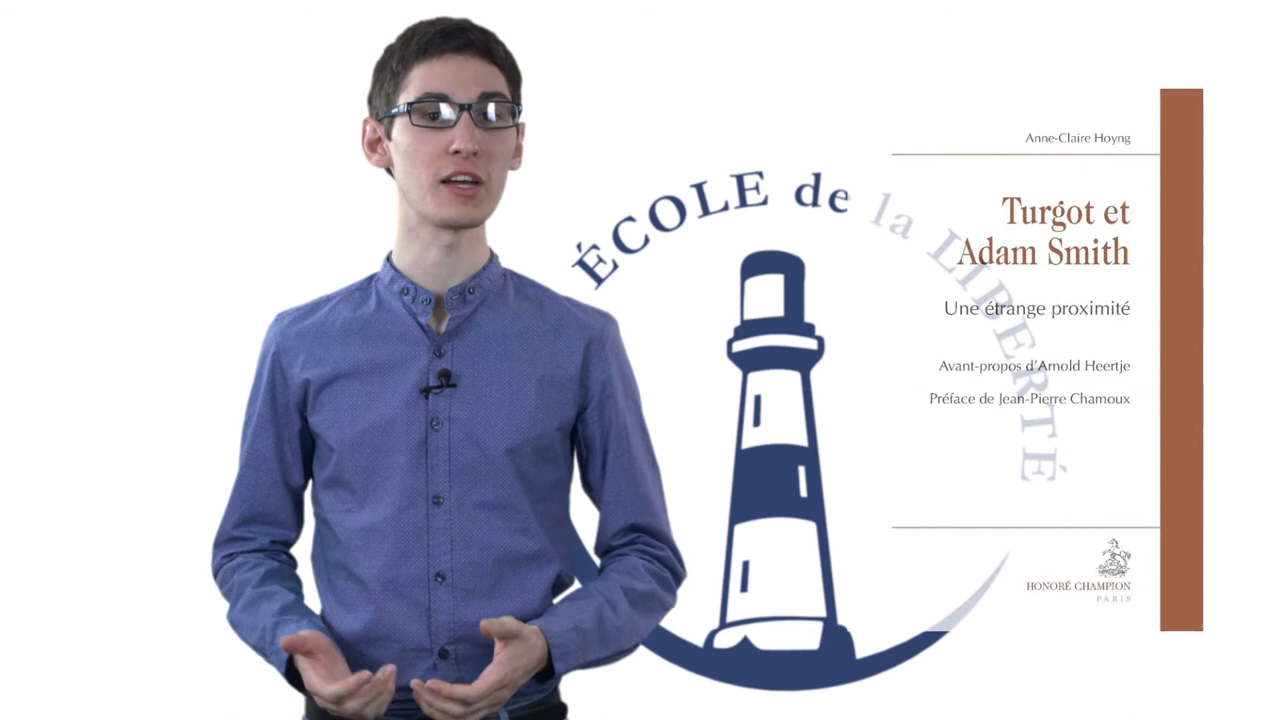 ÉCOLE de la LIBERTÉ
Anne-Claire Hoyng
Turgot et
Adam Smith
Une étrange proximité
Avant-propos d'Arnold Heertje
Préface de Jean-Pierre Chamoux
HONORÉ CHAMPION
PARIS